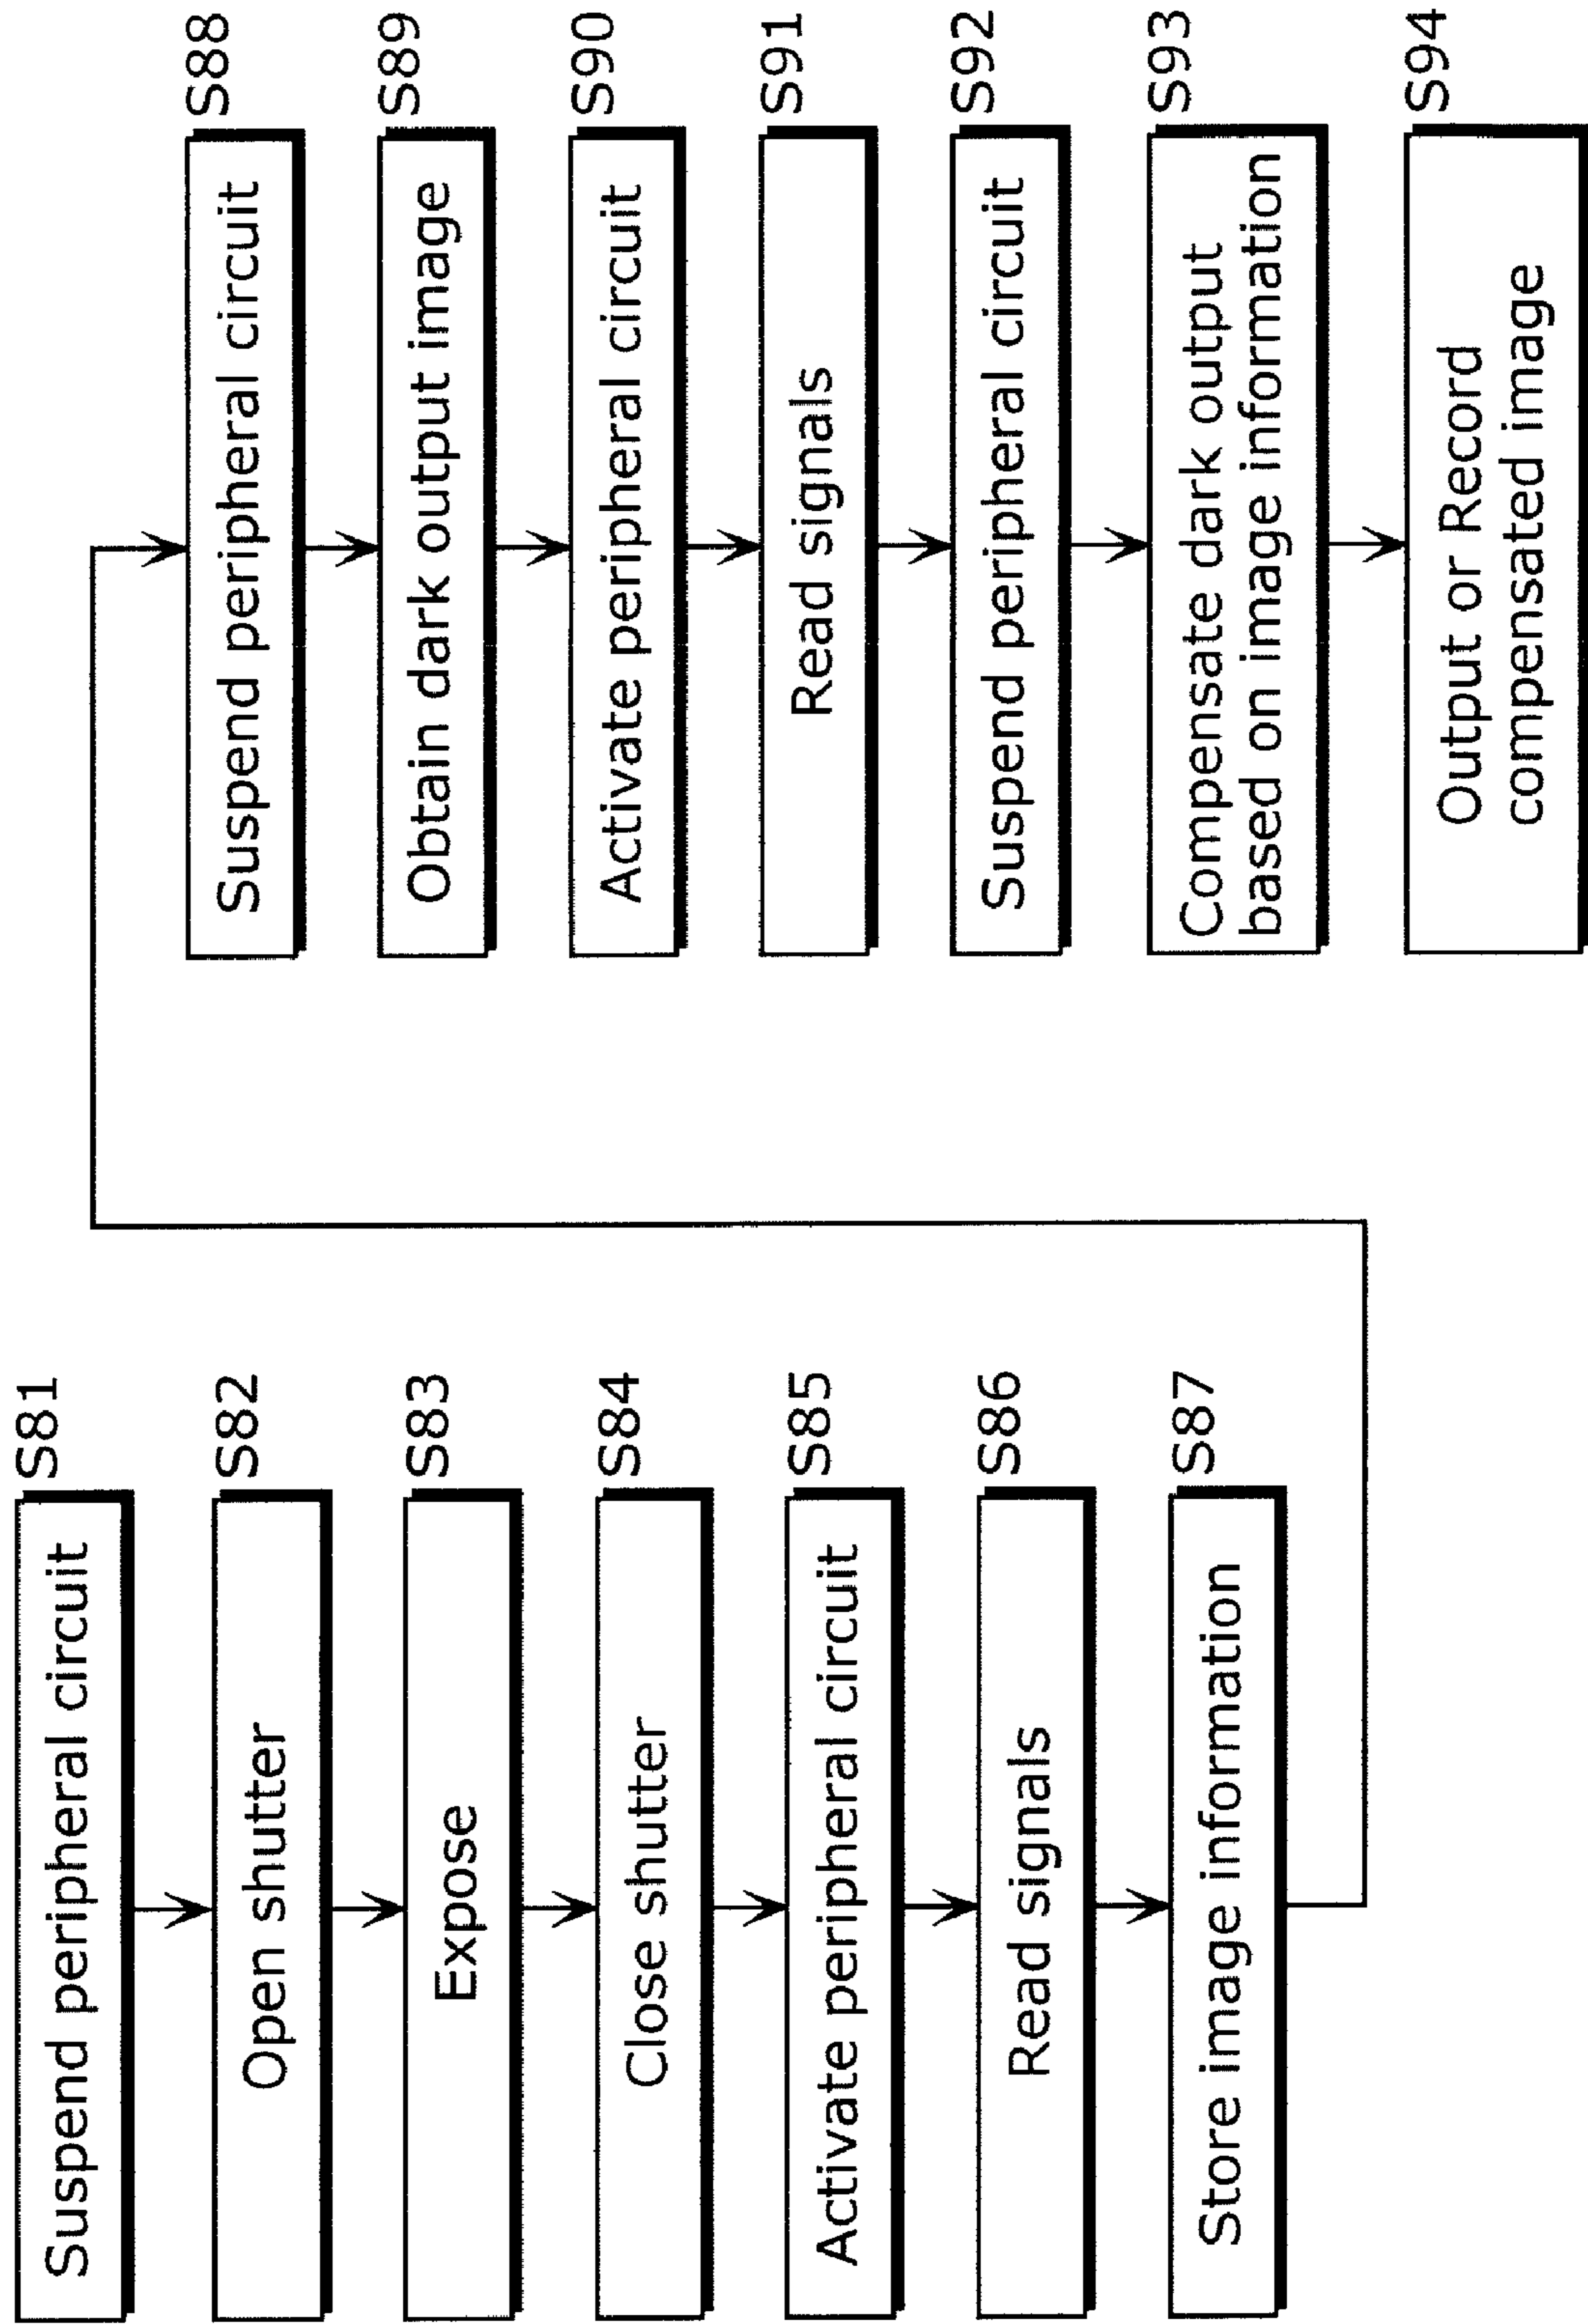 S81
Suspend peripheral circuit
S82
Open shutter
S83
Expose
S84
Close shutter
S85
Activate peripheral circuit
S86
Read signals
S87
Store image information
S88
Suspend peripheral circuit
S89
Obtain dark output image
S90
Activate peripheral circuit
S91
Read signals
S92
Suspend peripheral circuit
S93
Compensate dark output
based on image information
S94
Output or Record
compensated image